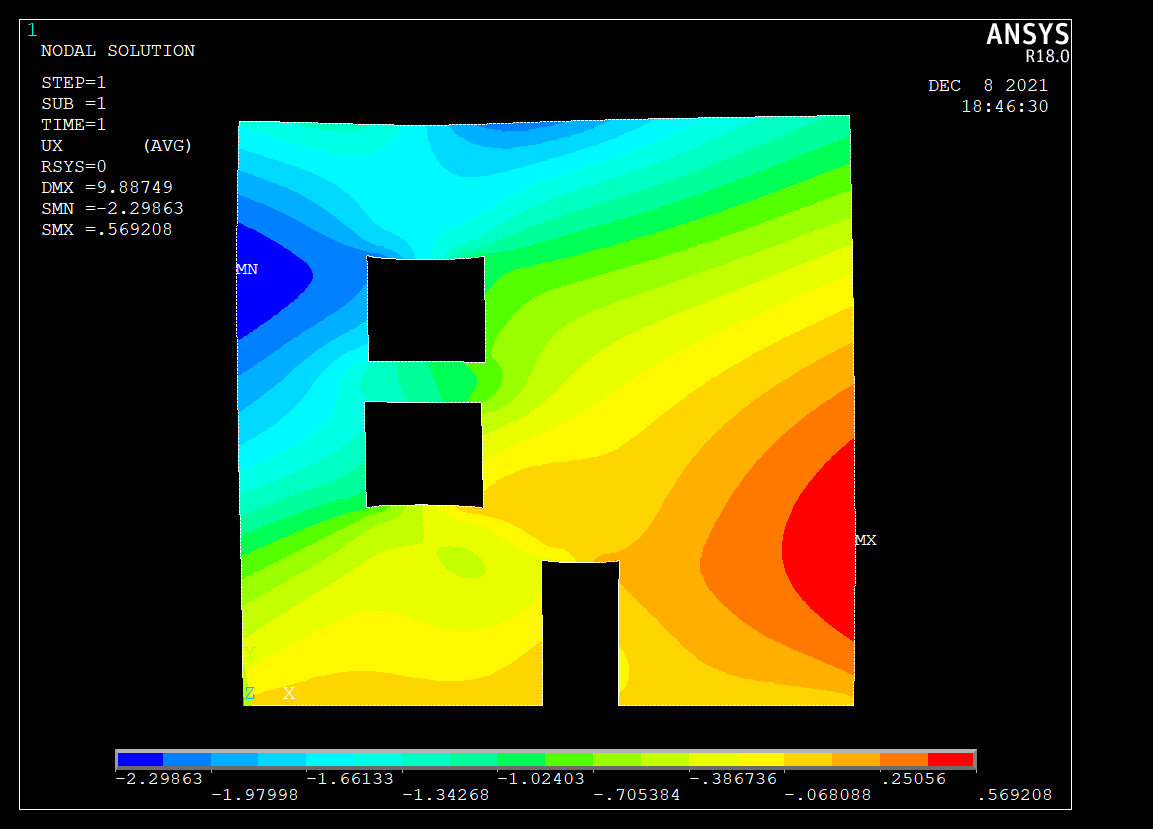 1
ANSYS
R18.0
NODAL SOLUTION
STEP=1
SUB =1
TIME=1
UX (AVG)
RSYS=0
DMX =9.88749
SMN =-2.29863
SMX =.569208
DEC 8 2021
18:46:30
MN
MX
Y
Z X
-2.29863 -1.66133 -1.02403 -.386736 .25056
-1.97998 -1.34268 -.705384 -.068088 .569208